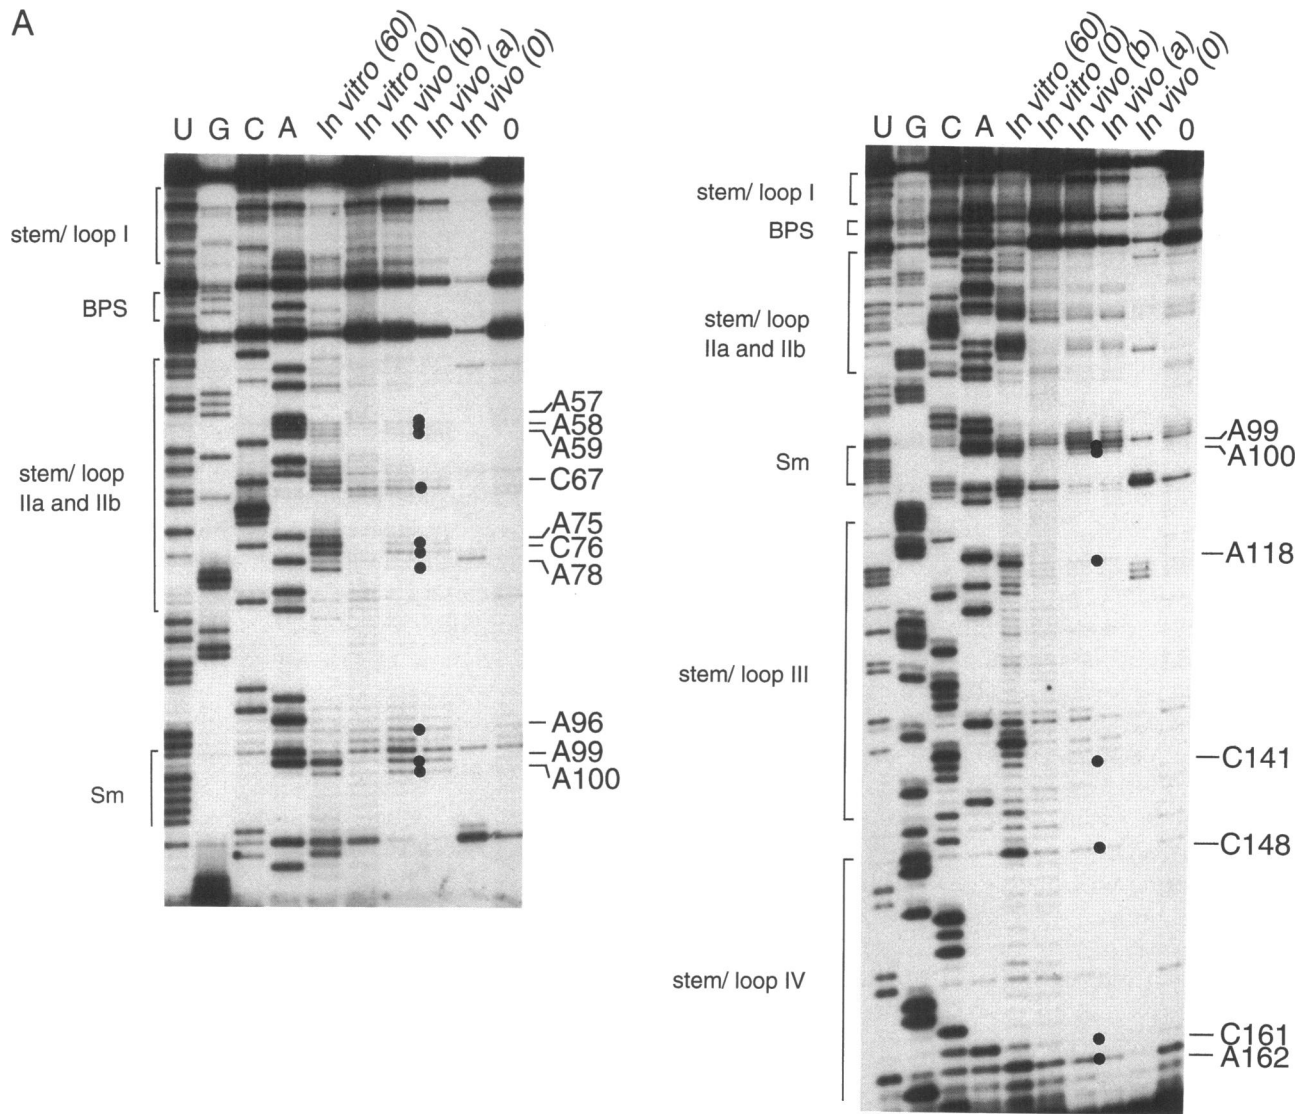 A
U G C A In vitro (60) In vitro (0) In vivo (b) In vivo (a) In vivo (0) 0
stem/ loop I
BPS
stem/ loop
IIa and IIb
Sm
A57
A58
A59
C67
A75
C76
A78
A96
A99
A100
U G C A In vitro (60) In vitro (0) In vivo (b) In vivo (a) In vivo (0) 0
stem/ loop I
BPS
stem/ loop
IIa and IIb
Sm
stem/ loop III
stem/ loop IV
A99
A100
A118
C141
C148
C161
A162